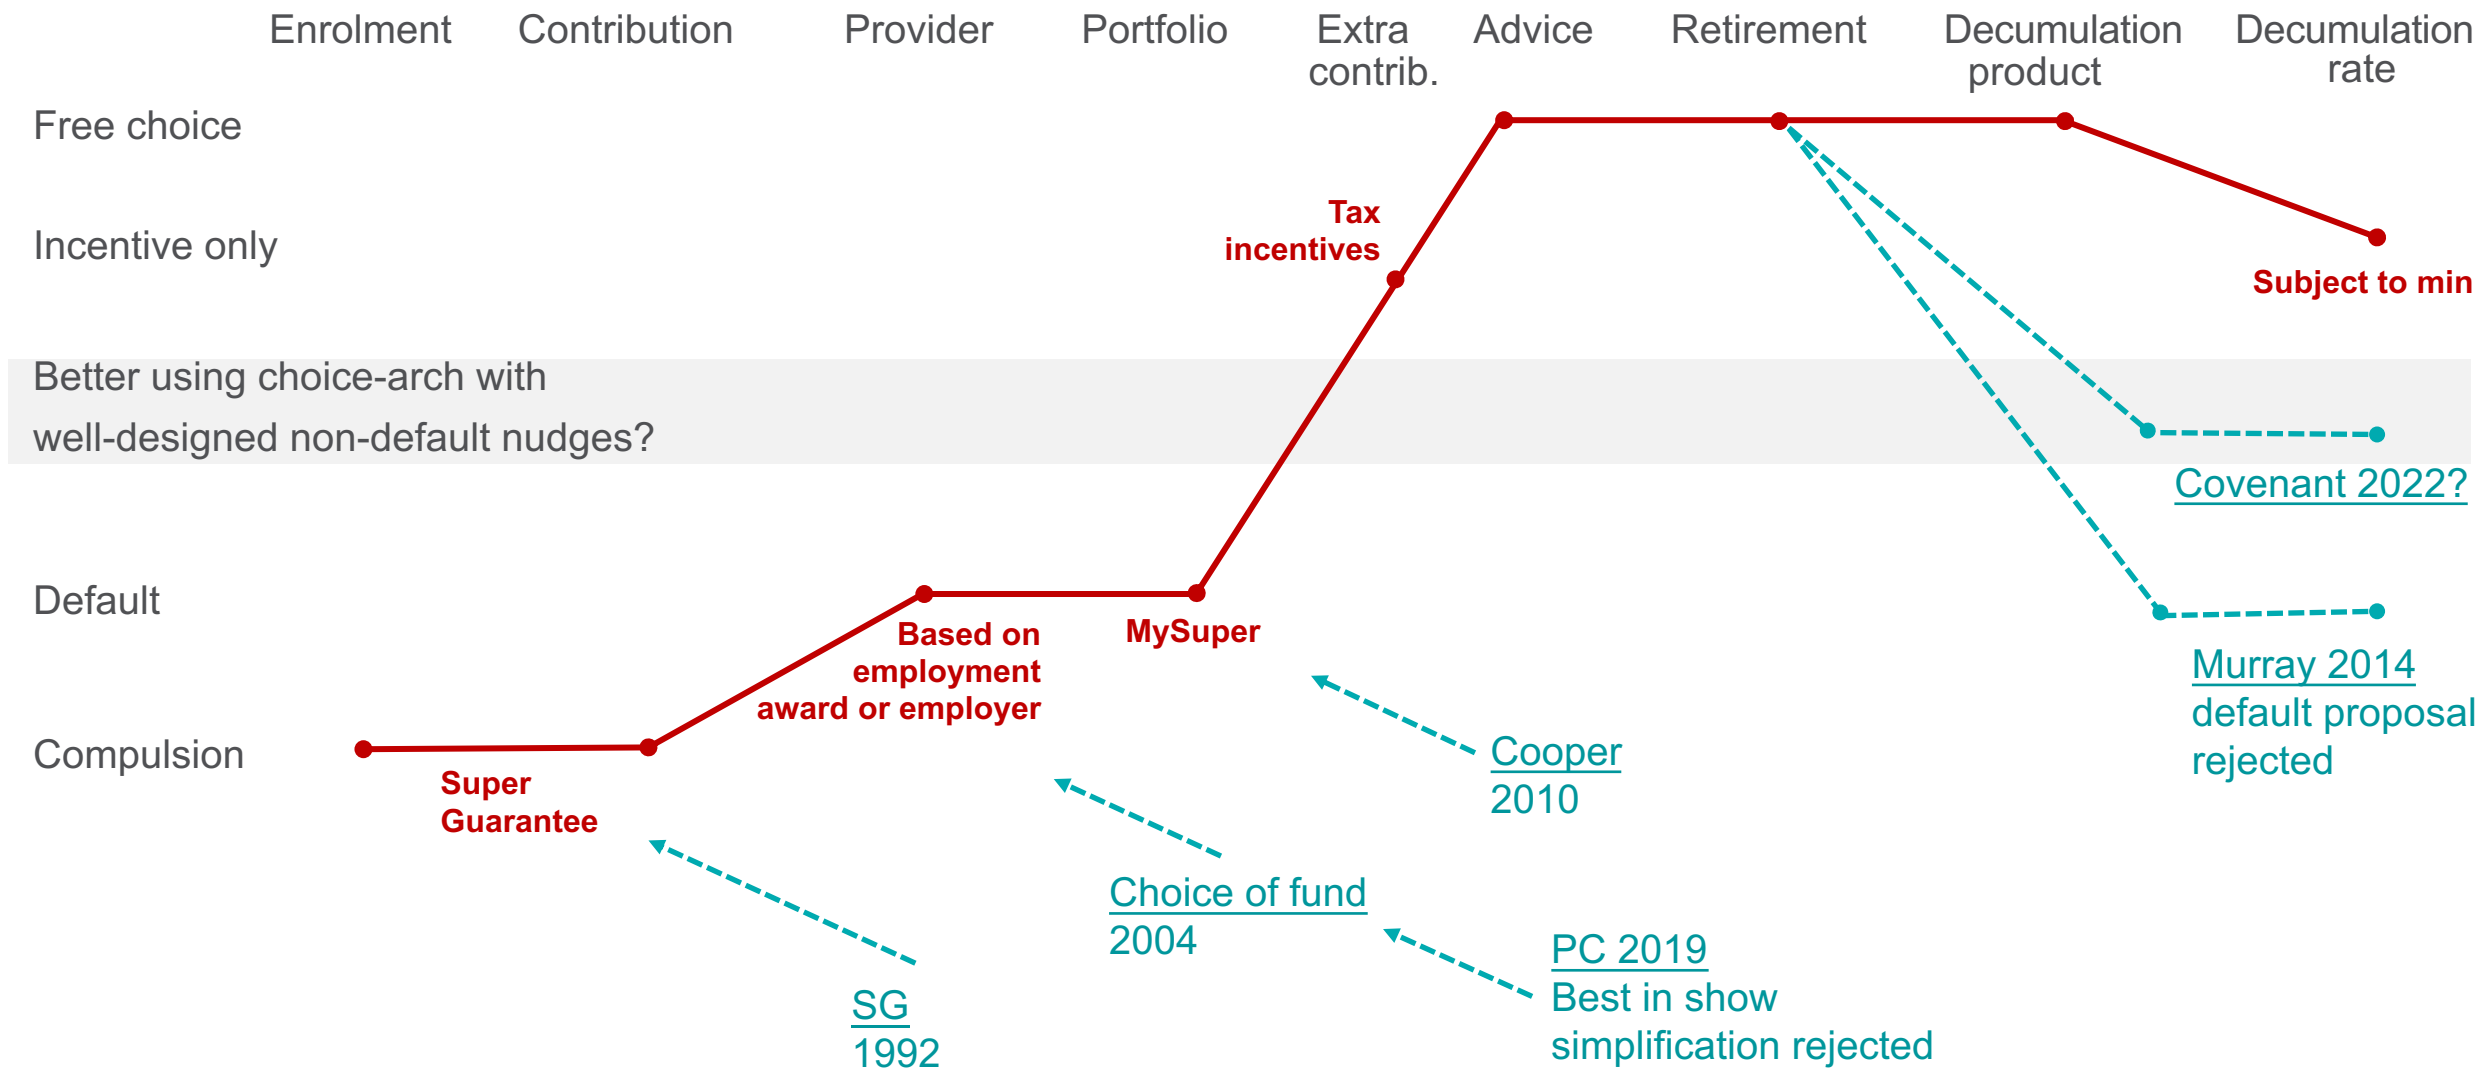 Enrolment
Contribution
Provider
Portfolio
Extra
contrib.
Advice
Retirement
Decumulation
product
Decumulation
rate
Free choice
Tax
incentives
Incentive only
Subject to min
Better using choice-arch with
well-designed non-default nudges?
Covenant 2022?
Default
Based on
employment
award or employer
MySuper
Murray 2014
default proposal
rejected
Compulsion
Super
Guarantee
Cooper
2010
Choice of fund
2004
PC 2019
Best in show
simplification rejected
SG
1992